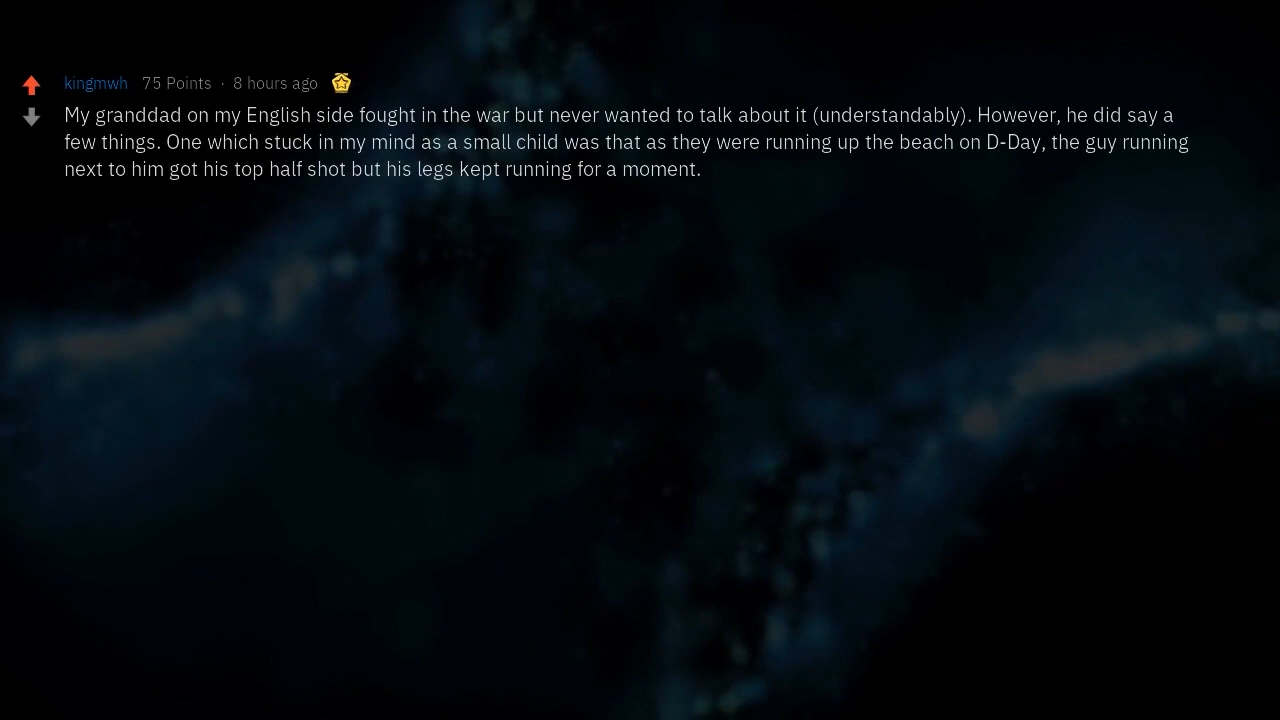 kingmwh 75 Points · 8 hours ago
My granddad on my English side fought in the war but never wanted to talk about it (understandably). However, he did say a
few things. One which stuck in my mind as a small child was that as they were running up the beach on D-Day, the guy running
next to him got his top half shot but his legs kept running for a moment.